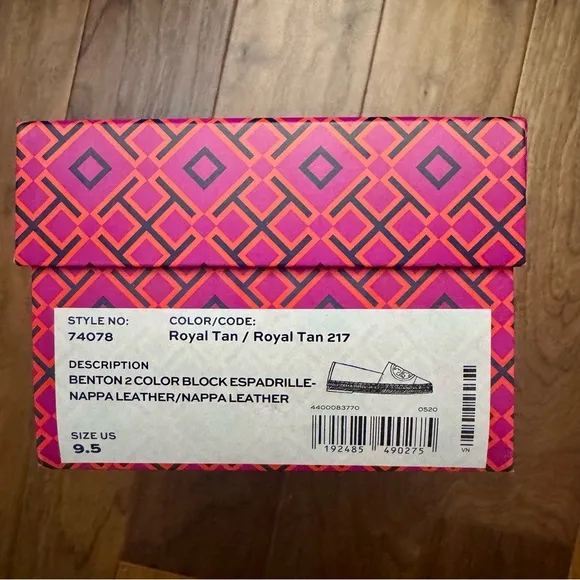 STYLE NO: COLOR/CODE:
74078 Royal Tan / Royal Tan 217
DESCRIPTION
BENTON 2 COLOR BLOCK ESPADRILLE-
NAPPA LEATHER/NAPPA LEATHER
4400083770 0520
SIZE US
9.5
192485 490275
VN